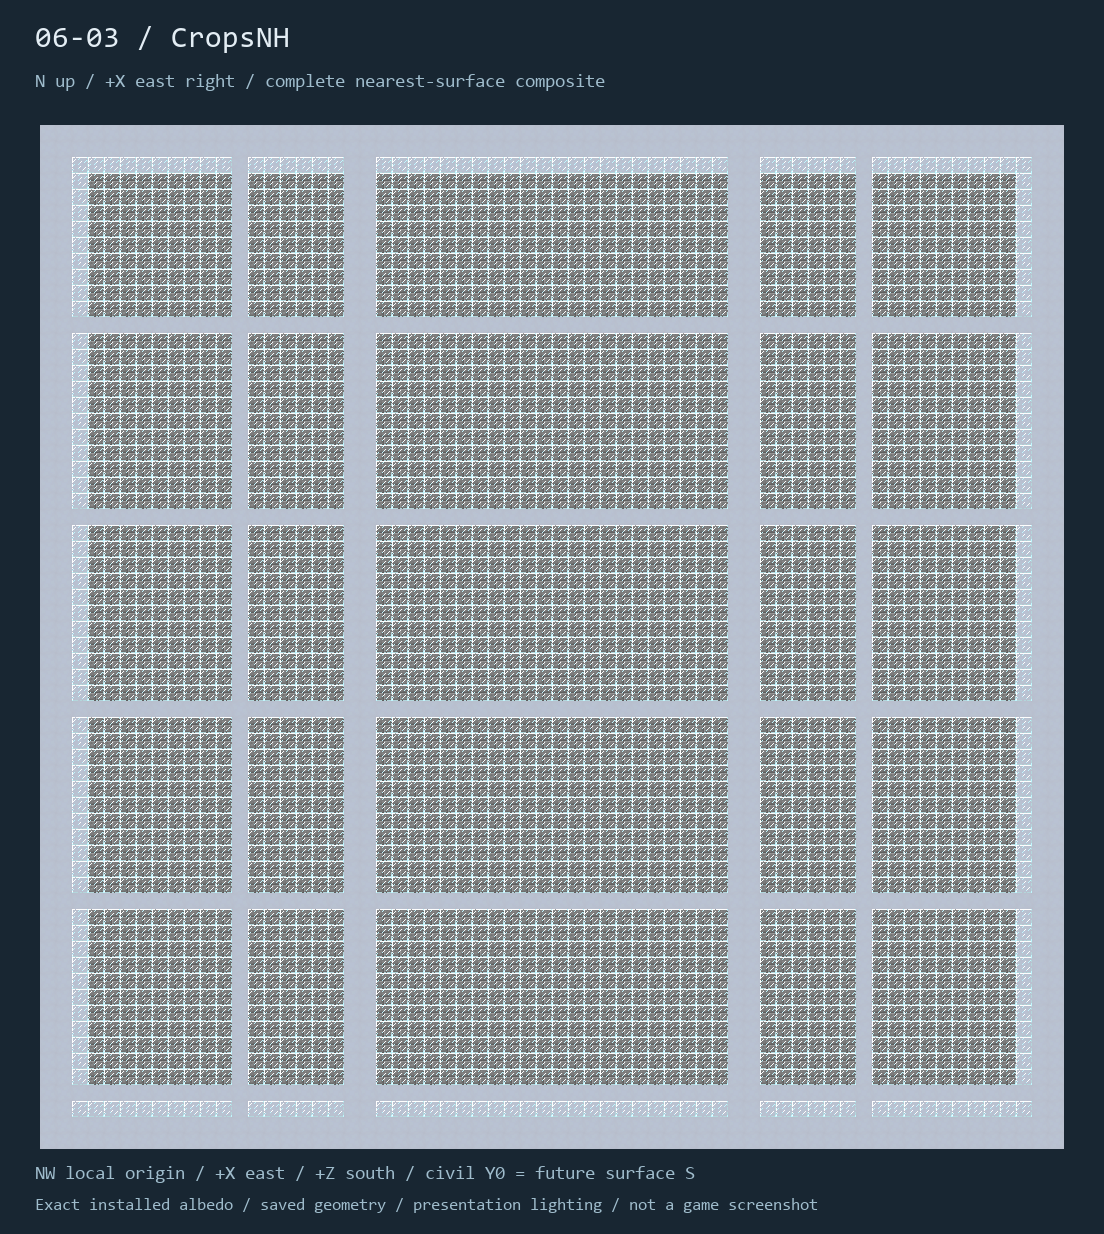 06-03 / CropsNH
N up / +X east right / complete nearest-surface composite
NW local origin / +X east / +Z south / civil Y0 = future surface S
Exact installed albedo / saved geometry / presentation lighting / not a game screenshot